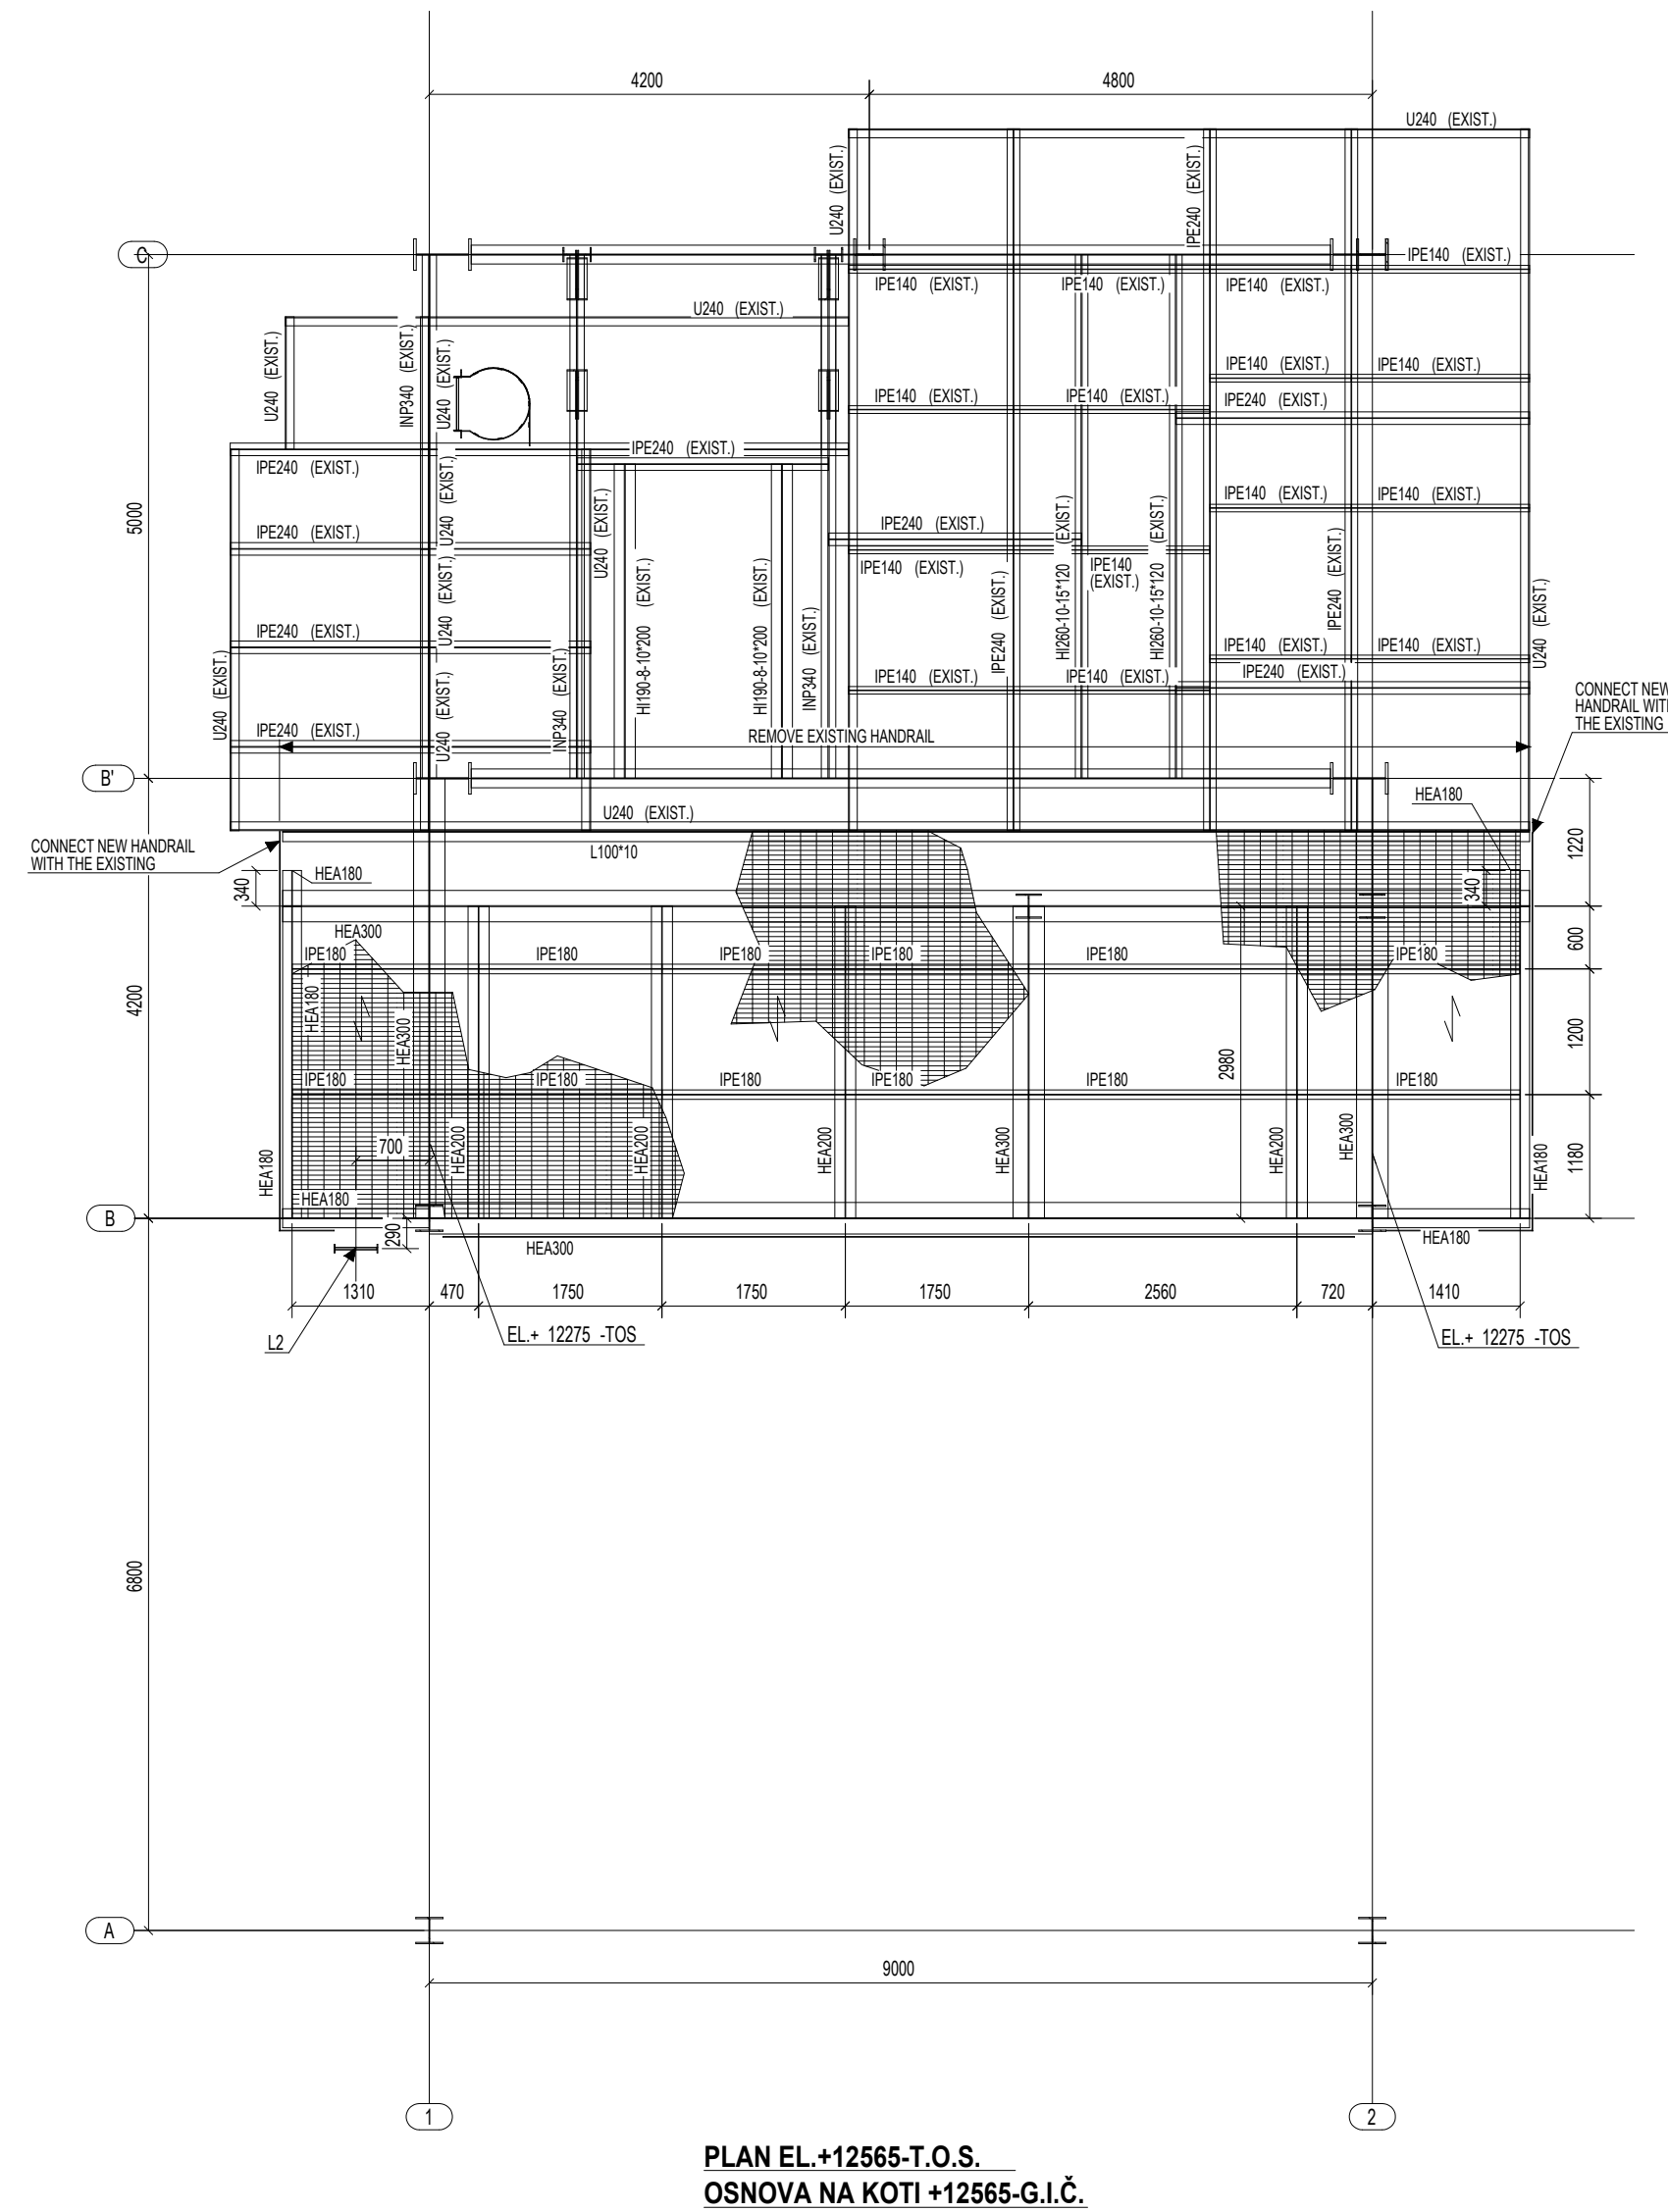 4200
4800
U240 (EXIST.)
U240 (EXIST.)
IPE240 (EXIST.)
C
IPE140 (EXIST.)
IPE140 (EXIST.)
IPE140 (EXIST.)
IPE140 (EXIST.)
U240 (EXIST.)
U240 (EXIST.)
INP340 (EXIST.)
U240 (EXIST.)
IPE140 (EXIST.)
IPE140 (EXIST.)
IPE140 (EXIST.)
IPE140 (EXIST.)
IPE240 (EXIST.)
IPE240 (EXIST.)
IPE240 (EXIST.)
U240 (EXIST.)
5000
IPE240 (EXIST.)
U240 (EXIST.)
IPE240 (EXIST.)
IPE140 (EXIST.)
IPE140 (EXIST.)
HI260-10-15*120 (EXIST.)
HI260-10-15*120 (EXIST.)
IPE140 (EXIST.)
IPE140
(EXIST.)
IPE240 (EXIST.)
IPE240 (EXIST.)
U240 (EXIST.)
U240 (EXIST.)
HI190-8-10*200 (EXIST.)
HI190-8-10*200 (EXIST.)
INP340 (EXIST.)
IPE240 (EXIST.)
IPE140 (EXIST.)
IPE140 (EXIST.)
IPE140 (EXIST.)
IPE140 (EXIST.)
IPE240 (EXIST.)
U240 (EXIST.)
U240 (EXIST.)
INP340 (EXIST.)
IPE240 (EXIST.)
REMOVE EXISTING HANDRAIL
CONNECT NEW
HANDRAIL
THE EXISTING
B'
HEA180
U240 (EXIST.)
CONNECT NEW HANDRAIL
WITH THE EXISTING
L100*10
HEA180
340
340
1220
HEA300
IPE180
IPE180
IPE180
IPE180
IPE180
IPE180
600
4200
HEA180
HEA300
2980
1200
IPE180
IPE180
IPE180
IPE180
IPE180
IPE180
700
HEA180
HEA200
HEA200
HEA200
HEA300
HEA200
HEA300
HEA180
1180
HEA180
B
290
HEA300
HEA180
1310
470
1750
1750
1750
2560
720
1410
L2
EL.+ 12275 -TOS
EL.+ 12275 -TOS
6800
A
9000
1
2
PLAN EL.+12565-T.O.S.
OSNOVA NA KOTI +12565-G.I.Č.